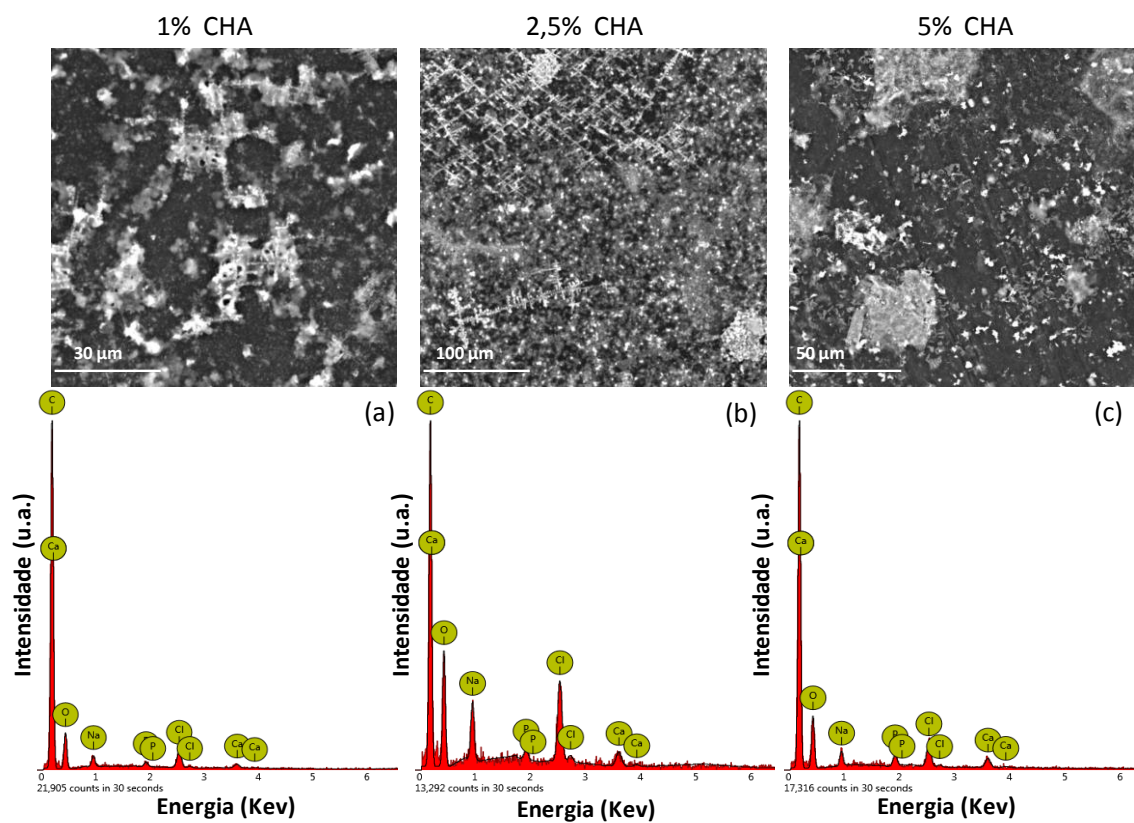 1% CHA
2,5% CHA
5% CHA
30 µm
100 µm
50 µm
(a)
(b)
(c)
C
Ca
O
Na
P
Cl
Cl
Ca
Ca
Intensidade (u.a.)
0 1 2 3 4 5 6
21,905 counts in 30 seconds
Energia (Kev)
C
Ca
O
Na
P
P
Cl
Cl
Ca
Ca
Intensidade (u.a.)
0 1 2 3 4 5 6
13,292 counts in 30 seconds
Energia (Kev)
C
Ca
O
Na
P
P
Cl
Cl
Ca
Ca
Intensidade (u.a.)
0 1 2 3 4 5 6
17,316 counts in 30 seconds
Energia (Kev)